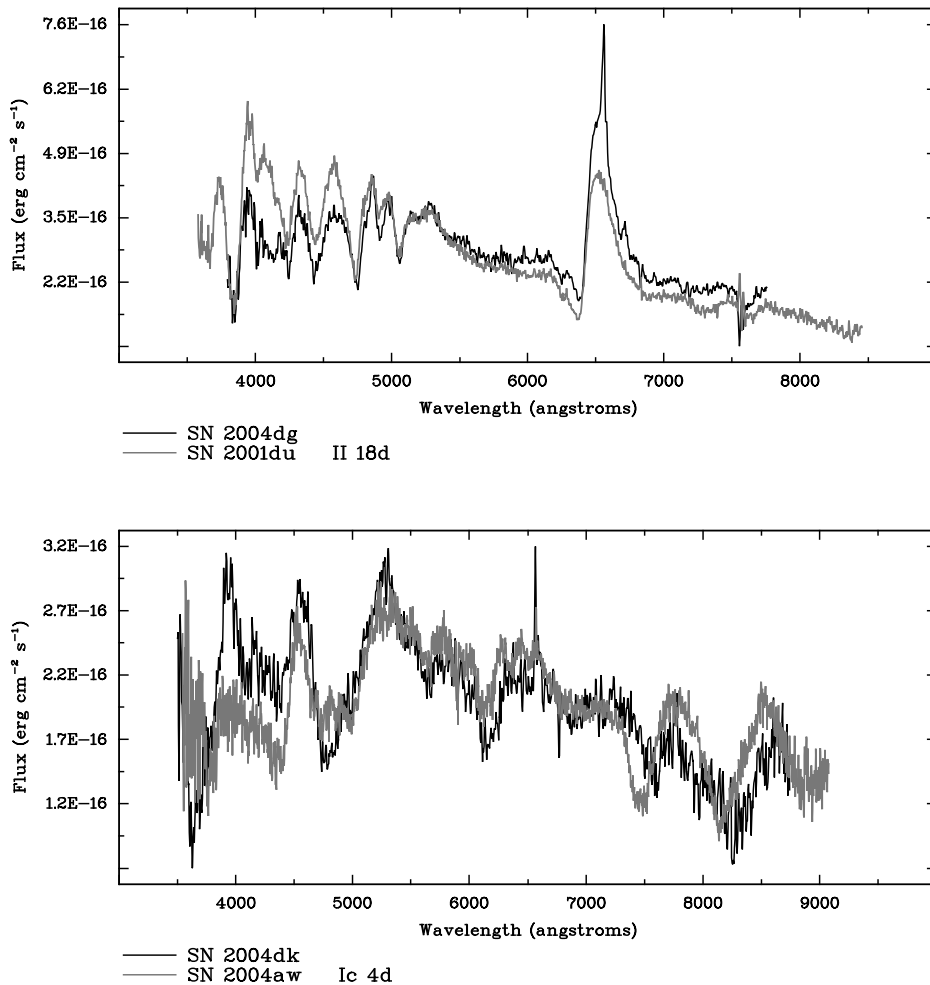 7.6E-16
6.2E-16
4.9E-16
3.5E-16
2.2E-16
Flux (erg cm⁻² s⁻¹)
4000 5000 6000 7000 8000
Wavelength (angstroms)
SN 2004dg
SN 2001du II 18d
3.2E-16
2.7E-16
2.2E-16
1.7E-16
1.2E-16
Flux (erg cm⁻² s⁻¹)
4000 5000 6000 7000 8000 9000
Wavelength (angstroms)
SN 2004dk
SN 2004aw Ic 4d